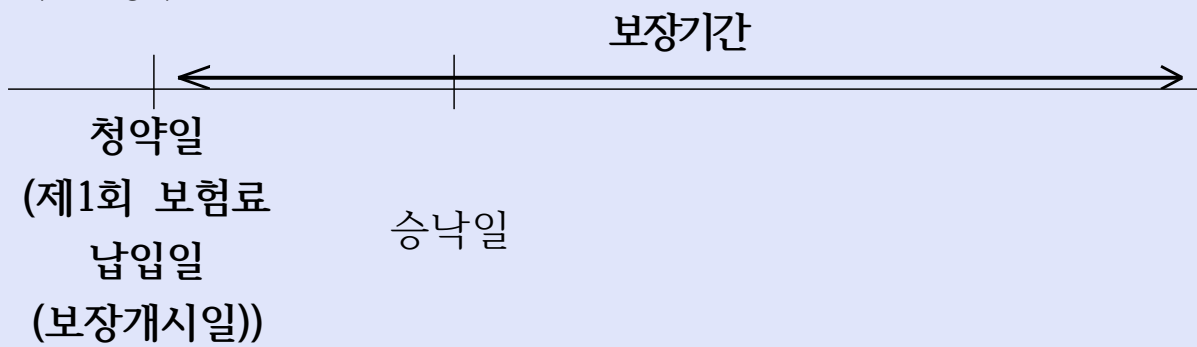 보장기간
청약일
(제1회 보험료
납입일
(보장개시일))
승낙일